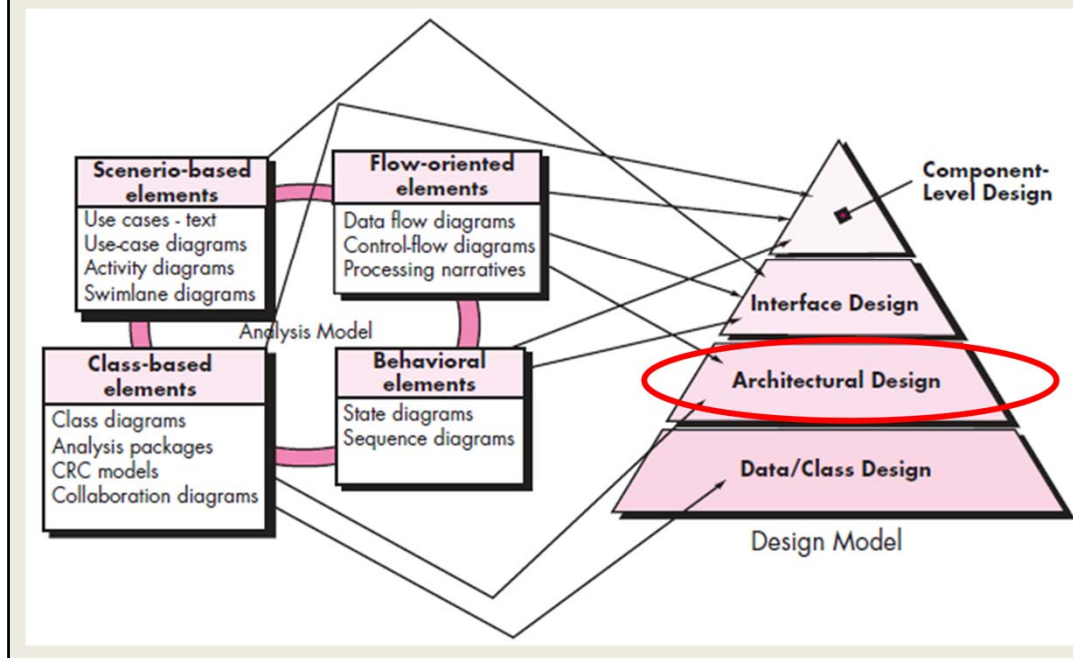 Scenerio-based
elements
Use cases - text
Use-case diagrams
Activity diagrams
Swimlane diagrams
Flow-oriented
elements
Data flow diagrams
Control-flow diagrams
Processing narratives
Analysis Model
Class-based
elements
Class diagrams
Analysis packages
CRC models
Collaboration diagrams
Behavioral
elements
State diagrams
Sequence diagrams
Component-
Level Design
Interface Design
Architectural Design
Data/Class Design
Design Model